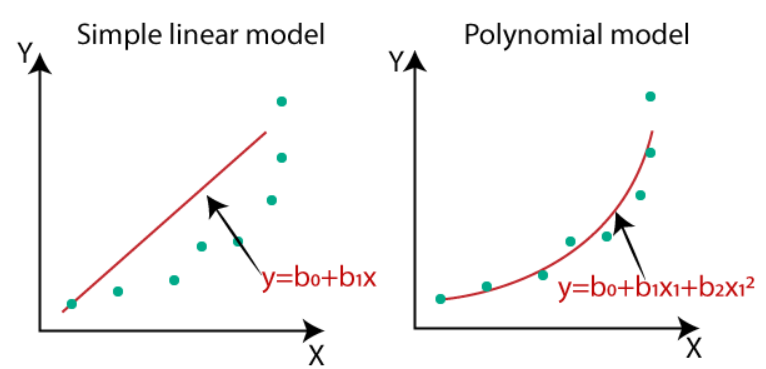 Simple linear model
Y
y=b₀+b₁x
X
Polynomial model
Y
y=b₀+b₁x₁+b₂x₁²
X